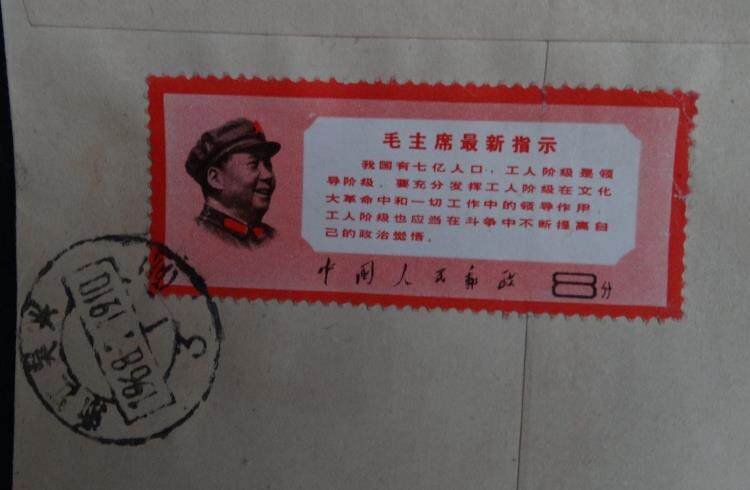 毛主席最新指示
我国有七亿人口，工人阶级是领
导阶级。要充分发挥工人阶级在文化
大革命中和一切工作中的领导作用。
工人阶级也应当在斗争中不断提高自
己的政治觉悟。
中国人民邮政
8分
1968.
1910